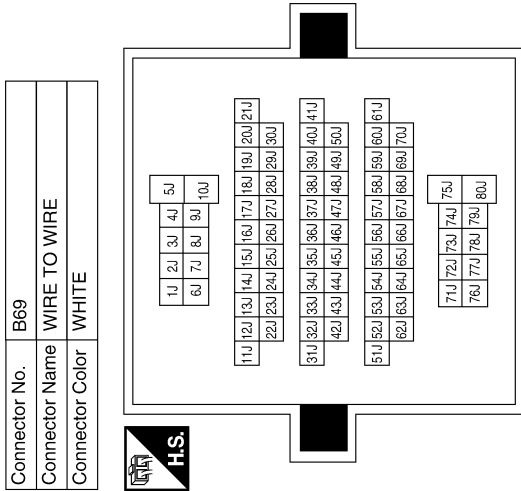 Connector No. B69
Connector Name WIRE TO WIRE
Connector Color WHITE
H.S.
1J 2J 3J 4J 5J
6J 7J 8J 9J 10J
11J 12J 13J 14J 15J 16J 17J 18J 19J 20J 21J
22J 23J 24J 25J 26J 27J 28J 29J 30J
31J 32J 33J 34J 35J 36J 37J 38J 39J 40J 41J
42J 43J 44J 45J 46J 47J 48J 49J 50J
51J 52J 53J 54J 55J 56J 57J 58J 59J 60J 61J
62J 63J 64J 65J 66J 67J 68J 69J 70J
71J 72J 73J 74J 75J
76J 77J 78J 79J 80J